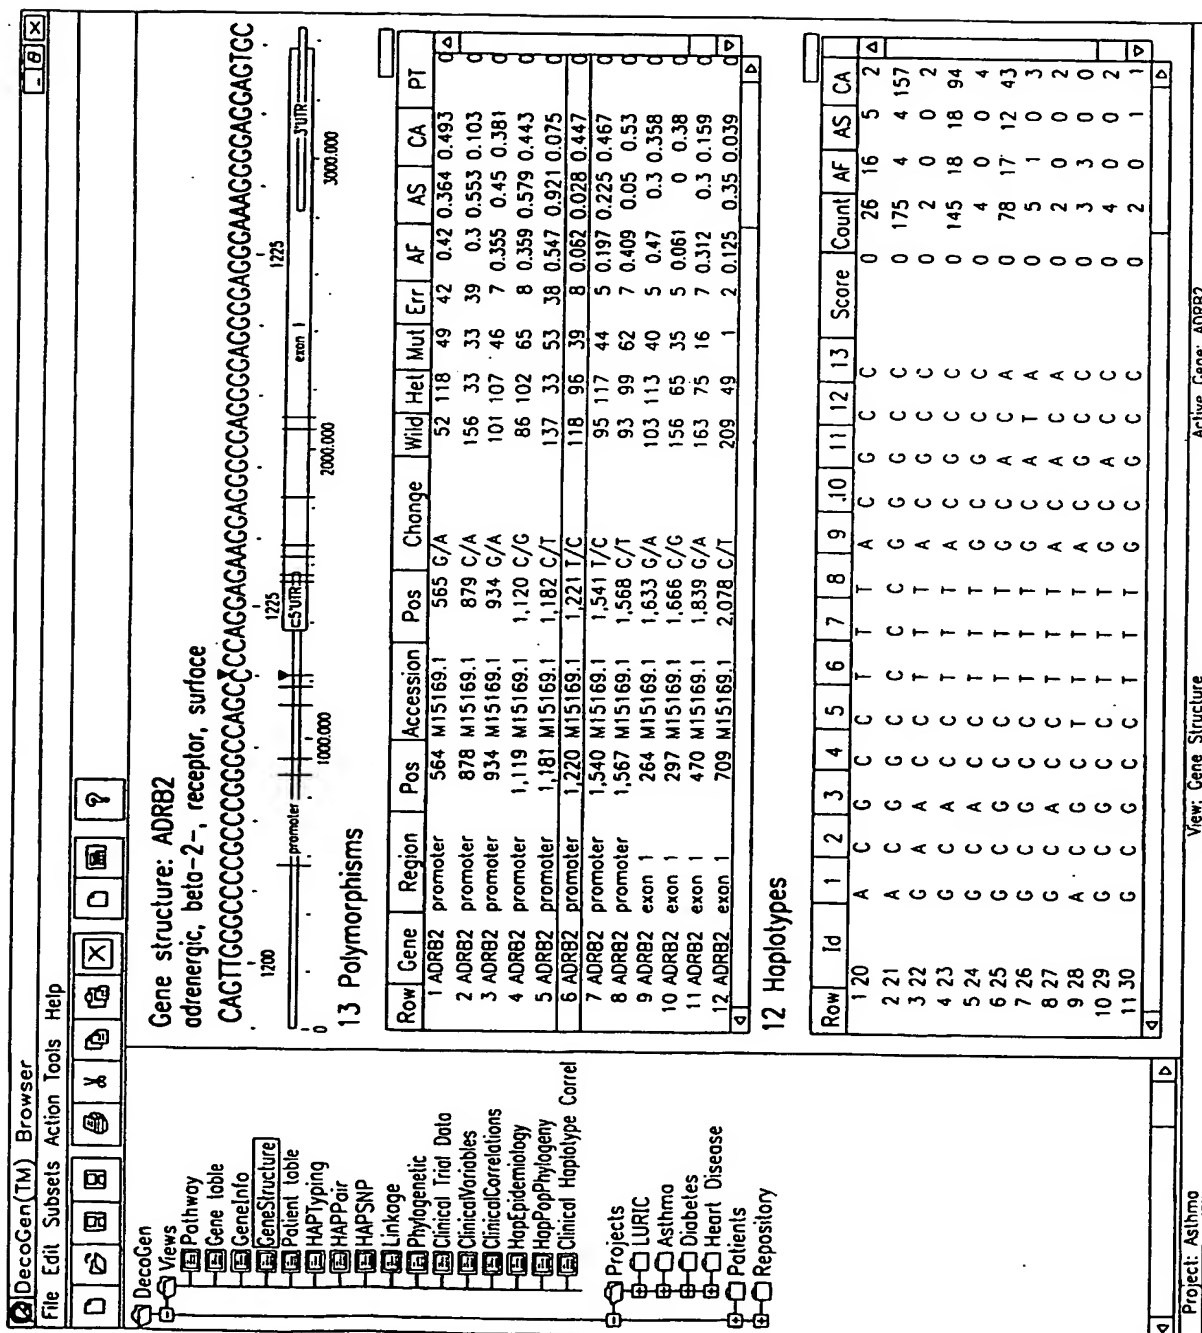 DecoGen(TM) Browser
File Edit Subsets Action Tools Help
DecoGen
Views
Pathway
Gene table
GeneInfo
GeneStructure
Patient table
HAPTyping
HAPPair
HAPSNP
Linkage
Phylogenetic
Clinical Trial Data
ClinicalVariables
ClinicalCorrelations
HapEpidemiology
HapPopPhylogeny
Clinical Haplotype Correl
Projects
LURIC
Asthma
Diabetes
Heart Disease
Patients
Repository
Gene structure: ADRB2
adrenergic, beta-2-, receptor, surface
1200 1225 1225
promoter c5'UTR exon 1 3'UTR
0 1000.000 2000.000 3000.000
13 Polymorphisms
Row Gene Region Pos Accession Pos Change Wild Het Mut Err AF AS CA PT
1 ADRB2 promoter 564 M15169.1 565 G/A 52 118 49 42 0.42 0.364 0.493 0
2 ADRB2 promoter 878 M15169.1 879 C/A 156 33 33 39 0.3 0.553 0.103 0
3 ADRB2 promoter 934 M15169.1 934 G/A 101 107 46 7 0.355 0.45 0.381 0
4 ADRB2 promoter 1,119 M15169.1 1,120 C/G 86 102 65 8 0.359 0.579 0.443 0
5 ADRB2 promoter 1,181 M15169.1 1,182 C/T 137 33 53 38 0.547 0.921 0.075 0
6 ADRB2 promoter 1,220 M15169.1 1,221 T/C 118 96 39 8 0.062 0.028 0.447 0
7 ADRB2 promoter 1,540 M15169.1 1,541 T/C 95 117 44 5 0.197 0.225 0.467 0
8 ADRB2 promoter 1,567 M15169.1 1,568 C/T 93 99 62 7 0.409 0.05 0.53 0
9 ADRB2 exon 1 264 M15169.1 1,633 G/A 103 113 40 5 0.47 0.3 0.358 0
10 ADRB2 exon 1 297 M15169.1 1,666 C/G 156 65 35 5 0.061 0 0.38 0
11 ADRB2 exon 1 470 M15169.1 1,839 G/A 163 75 16 7 0.312 0.3 0.159 0
12 ADRB2 exon 1 709 M15169.1 2,078 C/T 209 49 1 2 0.125 0.35 0.039 0
12 Haplotypes
Row Id 1 2 3 4 5 6 7 8 9 10 11 12 13 Score Count AF AS CA
1 20 A C G C C T T T A C G C C 0 26 16 5 2
2 21 A C G G C C C C G G G C C 0 175 4 4 157
3 22 G A A C C T T T A C G C C 0 2 0 0 2
4 23 G C A C C T T T A C G C C 0 145 18 18 94
5 24 G C A C C T T T G C G C C 0 4 0 0 4
6 25 G C G C C T T T G C A C A 0 78 17 12 43
7 26 G C G C C T T T G C A T A 0 5 1 0 3
8 27 G C A C C T T T A C A C A 0 2 0 0 2
9 28 A C G C T T T T A C G C C 0 3 3 0 0
10 29 G C G C C T T T G C A C C 0 4 0 0 2
11 30 G C G C C T T T G C G C C 0 2 0 1 1
Project: Asthma View: Gene Structure Active Gene: ADRB2